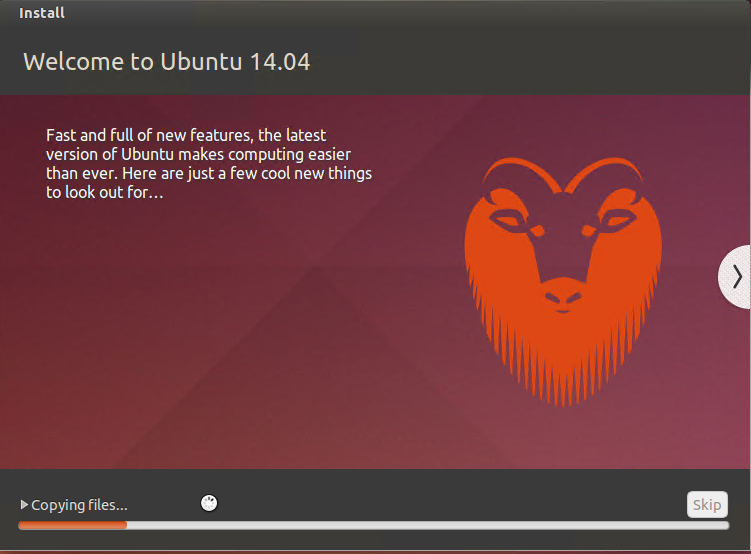 Install
Welcome to Ubuntu 14.04
Fast and full of new features, the latest
version of Ubuntu makes computing easier
than ever. Here are just a few cool new things
to look out for…
Copying files...
Skip